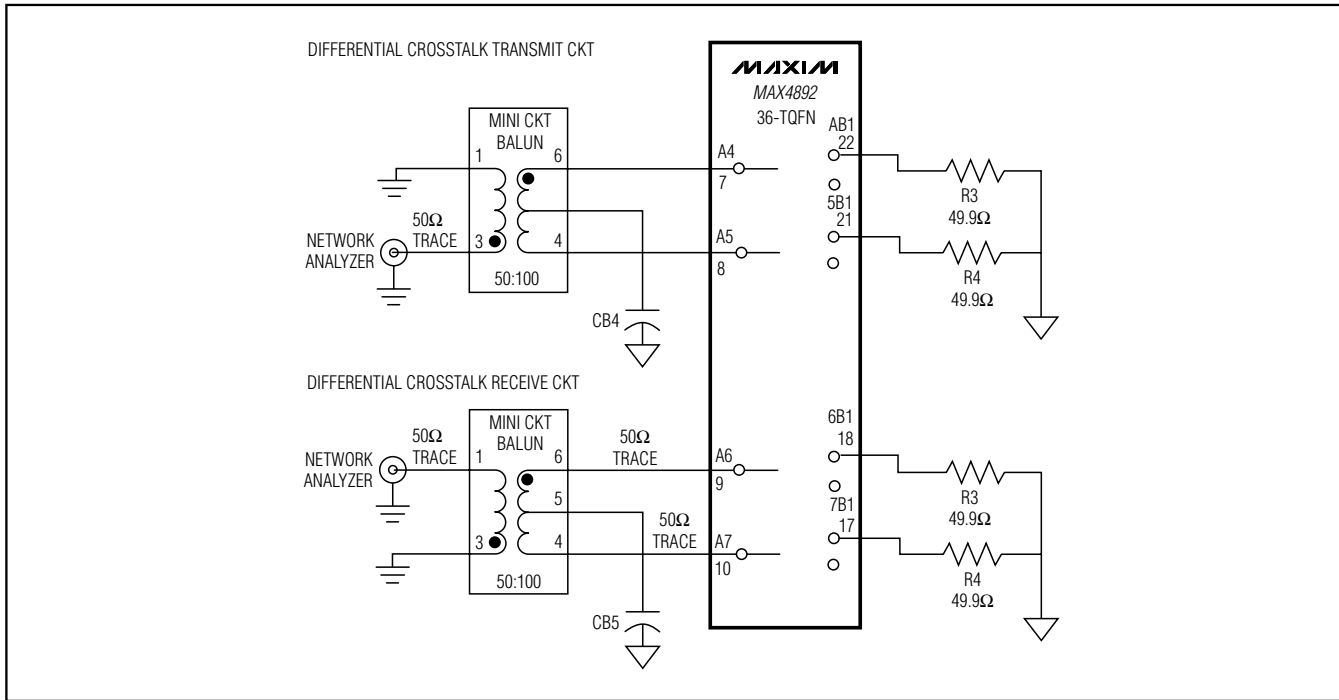 DIFFERENTIAL CROSSTALK TRANSMIT CKT
MAXIM
MAX4892
36-TQFN
MINI CKT
BALUN
1
6
3
4
50:100
50Ω
TRACE
NETWORK
ANALYZER
CB4
A4
7
A5
8
AB1
22
5B1
21
R3
49.9Ω
R4
49.9Ω
DIFFERENTIAL CROSSTALK RECEIVE CKT
NETWORK
ANALYZER
50Ω
TRACE
MINI CKT
BALUN
1
6
5
3
4
50:100
50Ω
TRACE
50Ω
TRACE
CB5
A6
9
A7
10
6B1
18
7B1
17
R3
49.9Ω
R4
49.9Ω